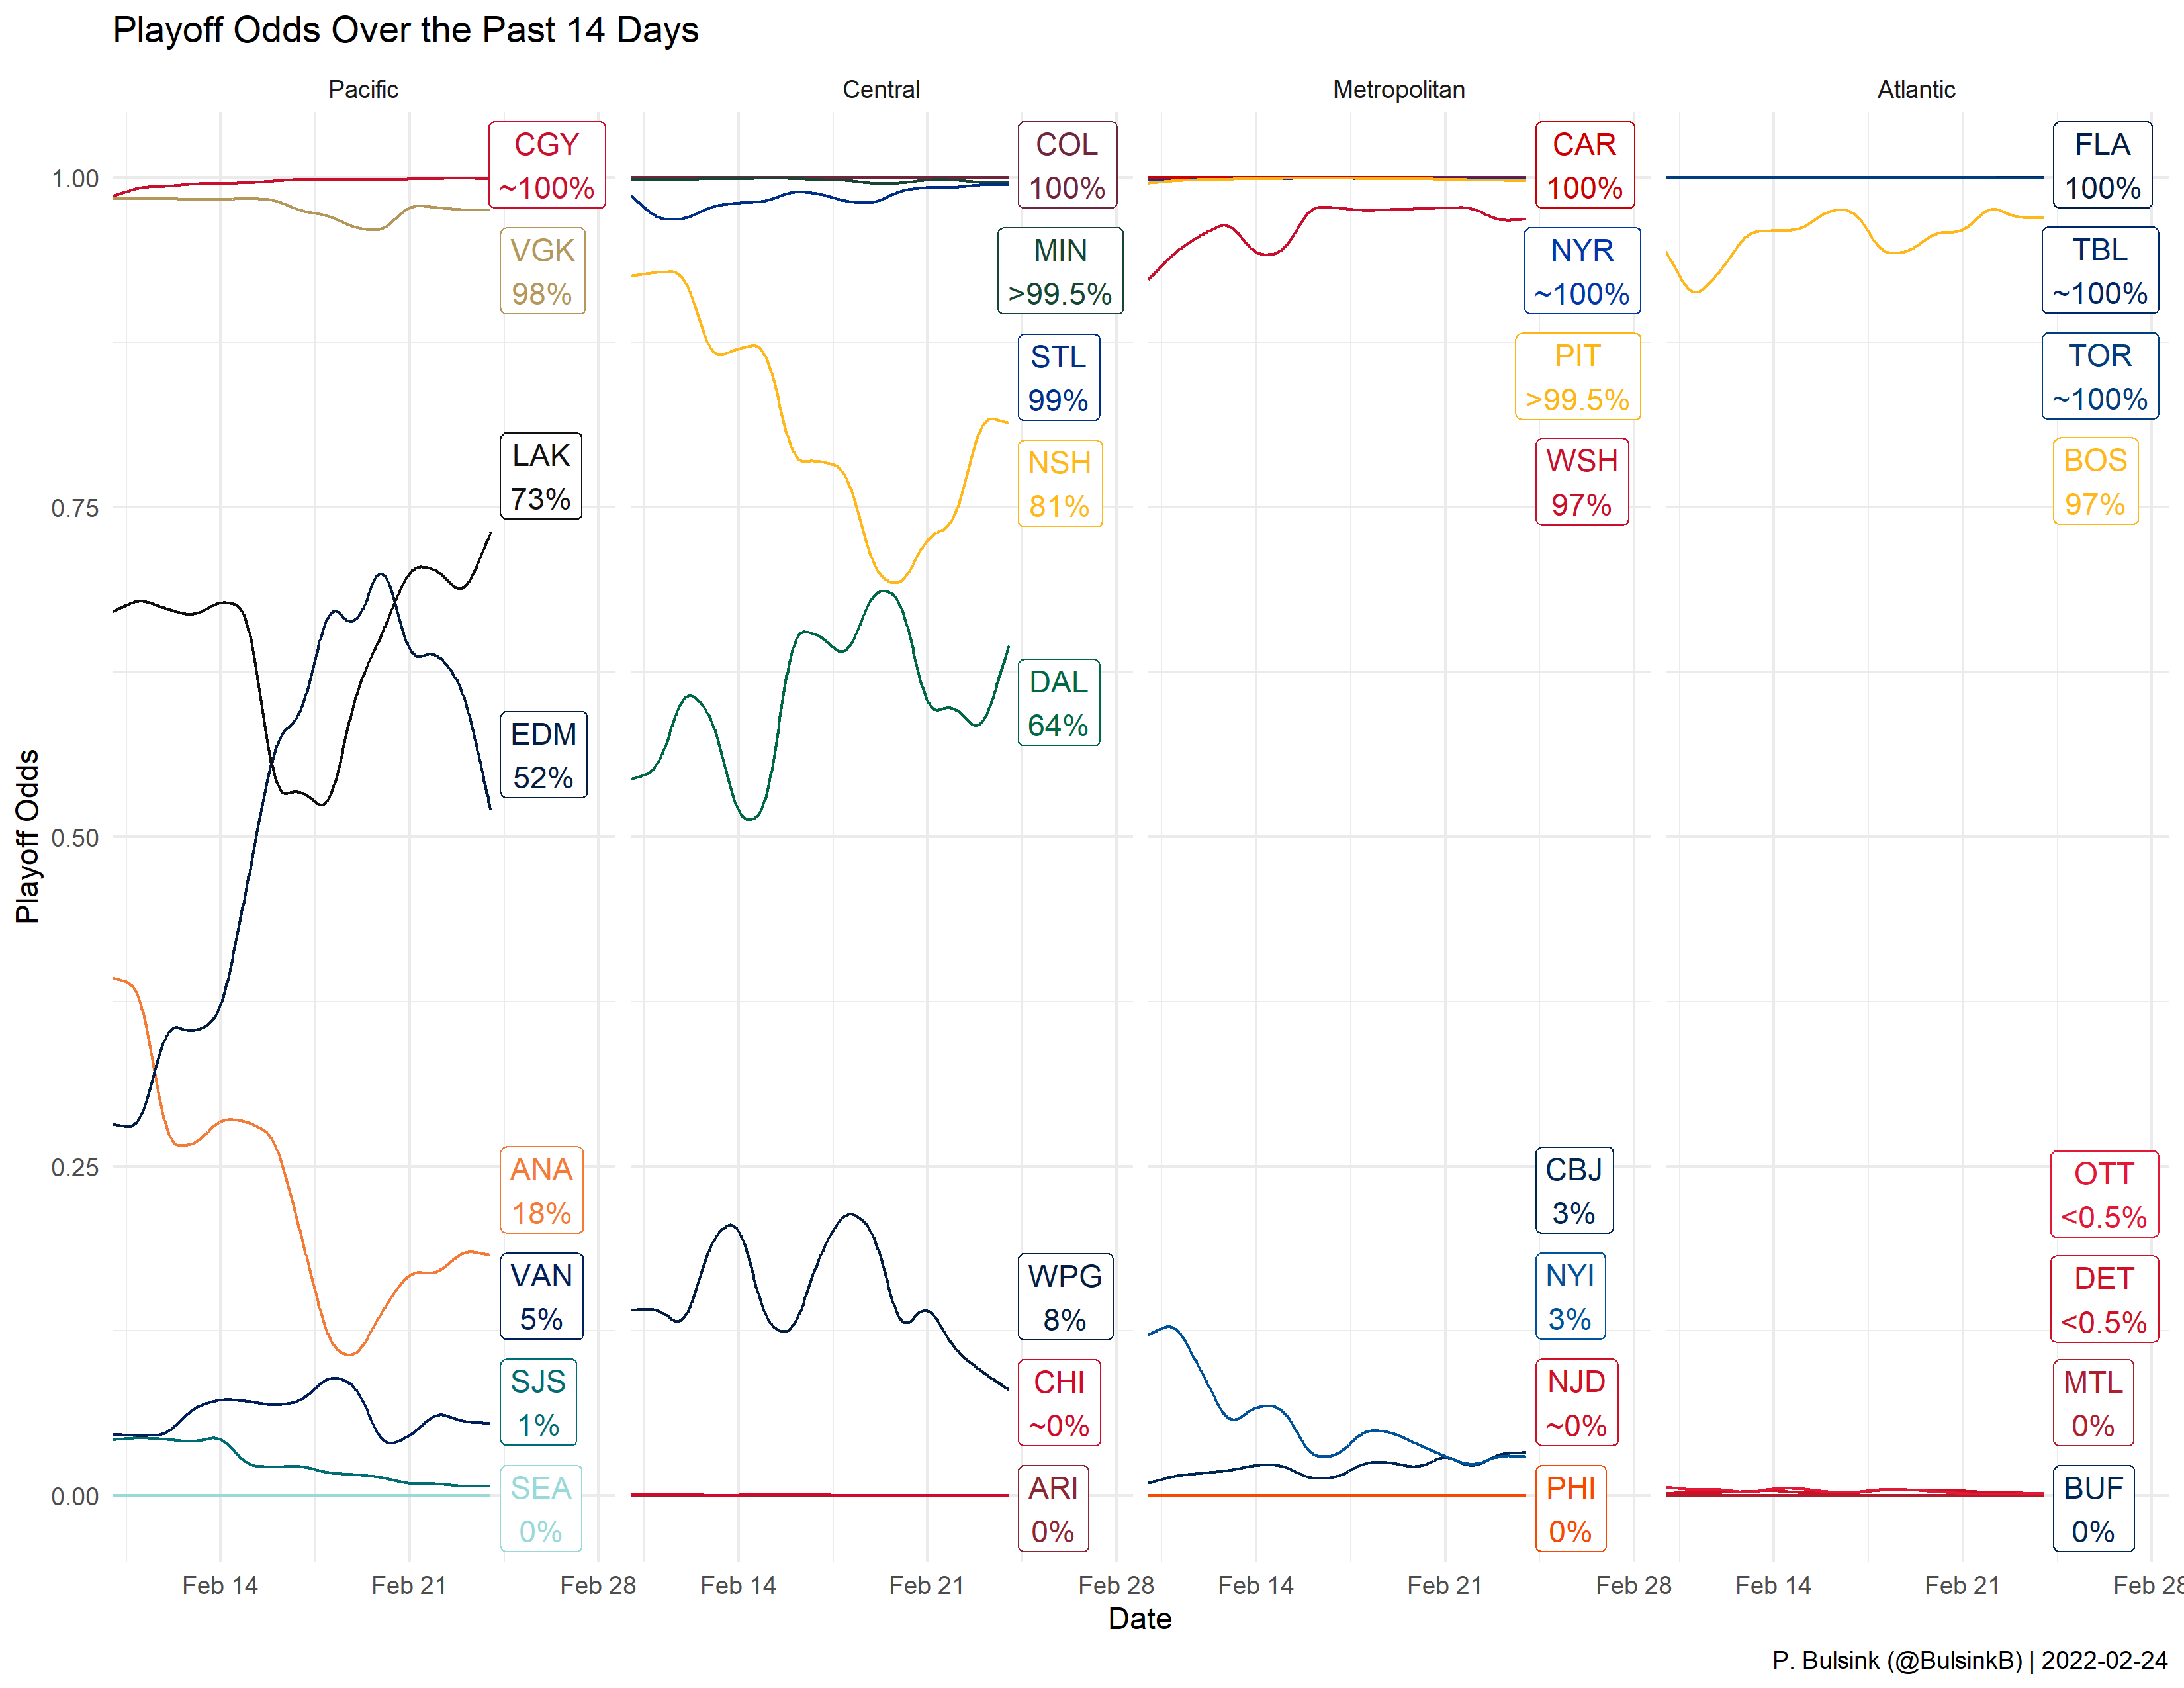 Playoff Odds Over the Past 14 Days
Pacific
Central
Metropolitan
Atlantic
Playoff Odds
1.00
0.75
0.50
0.25
0.00
CGY
~100%
VGK
98%
LAK
73%
EDM
52%
ANA
18%
VAN
5%
SJS
1%
SEA
0%
COL
100%
MIN
>99.5%
STL
99%
NSH
81%
DAL
64%
WPG
8%
CHI
~0%
ARI
0%
CAR
100%
NYR
~100%
PIT
>99.5%
WSH
97%
CBJ
3%
NYI
3%
NJD
~0%
PHI
0%
FLA
100%
TBL
~100%
TOR
~100%
BOS
97%
OTT
<0.5%
DET
<0.5%
MTL
0%
BUF
0%
Feb 14 Feb 21 Feb 28 Feb 14 Feb 21 Feb 28 Feb 14 Feb 21 Feb 28 Feb 14 Feb 21 Feb 28
Date
P. Bulsink (@BulsinkB) | 2022-02-24